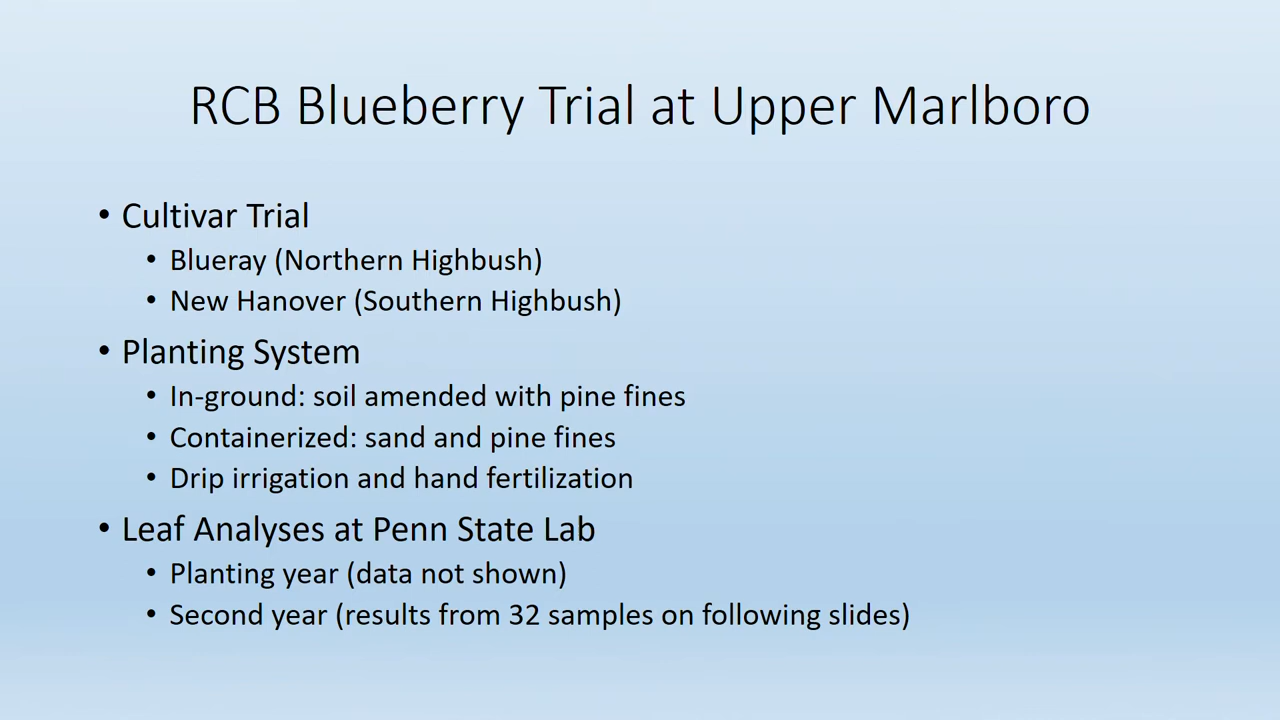 RCB Blueberry Trial at Upper Marlboro
• Cultivar Trial
• Blueray (Northern Highbush)
• New Hanover (Southern Highbush)
• Planting System
• In-ground: soil amended with pine fines
• Containerized: sand and pine fines
• Drip irrigation and hand fertilization
• Leaf Analyses at Penn State Lab
• Planting year (data not shown)
• Second year (results from 32 samples on following slides)